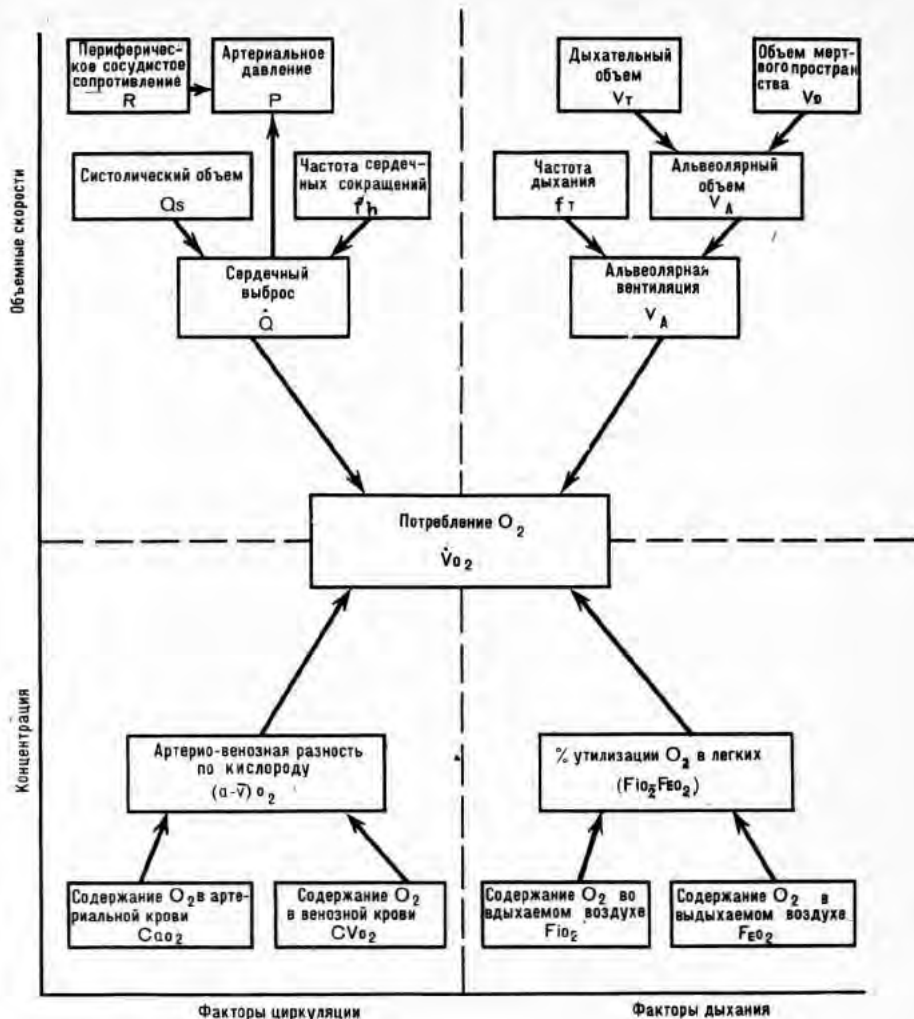 Объемные скорости
Концентрация
Перифериче-
ское сосудистое
сопротивление
R
Артериальное
давление
P
Систолический объем
Qs
Частота сердеч-
ных сокращений
fh
Сердечный
выброс
Q̇
Дыхательный
объем
VT
Объем мерт-
вого простран
ства VD
Частота
дыхания
fT
Альвеолярный
объем
VA
Альвеолярная
вентиляция
VA
Потребление O2
V̇O2
Артерио-венозная разность
по кислороду
(a-v̄)O2
% утилизации O2 в легких
(FiO2-FEO2)
Содержание O2 в арте-
риальной крови
CaO2
Содержание O2
в венозной крови
CVO2
Содержание O2 во
вдыхаемом воздухе
FiO2
Содержание O2 в
выдыхаемом воздухе
FEO2
Факторы циркуляции
Факторы дыхания